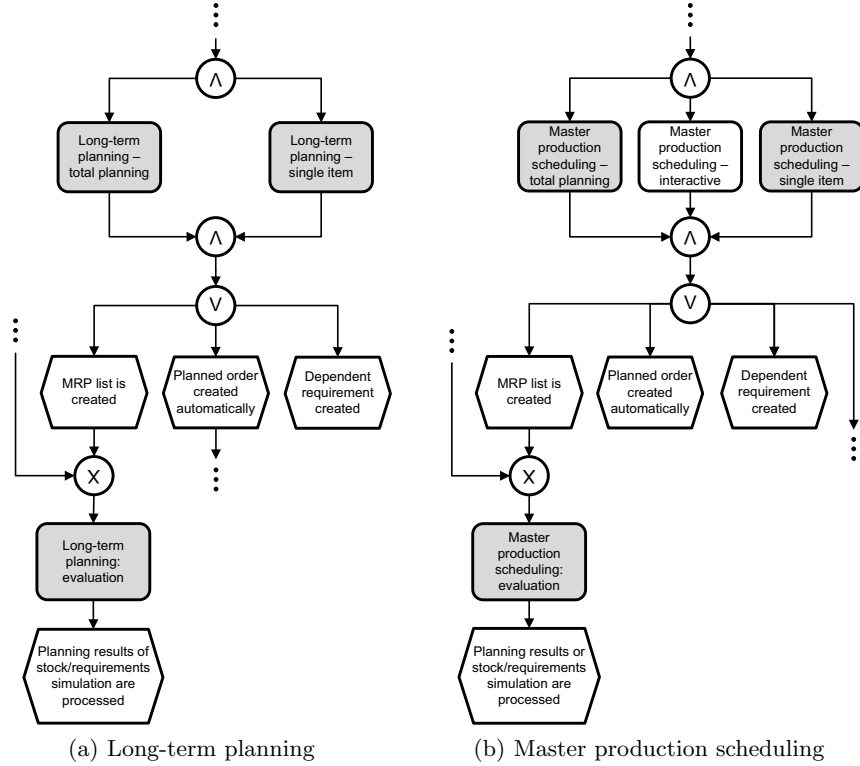 Λ
Long-term
planning –
total planning
Long-term
planning –
single item
Λ
V
MRP list is
created
Planned order
created
automatically
Dependent
requirement
created
X
Long-term
planning:
evaluation
Planning results of
stock/requirements
simulation are
processed
(a) Long-term planning
Λ
Master
production
scheduling –
total planning
Master
production
scheduling –
interactive
Master
production
scheduling –
single item
Λ
V
MRP list is
created
Planned order
created
automatically
Dependent
requirement
created
X
Master
production
scheduling:
evaluation
Planning results or
stock/requirements
simulation are
processed
(b) Master production scheduling